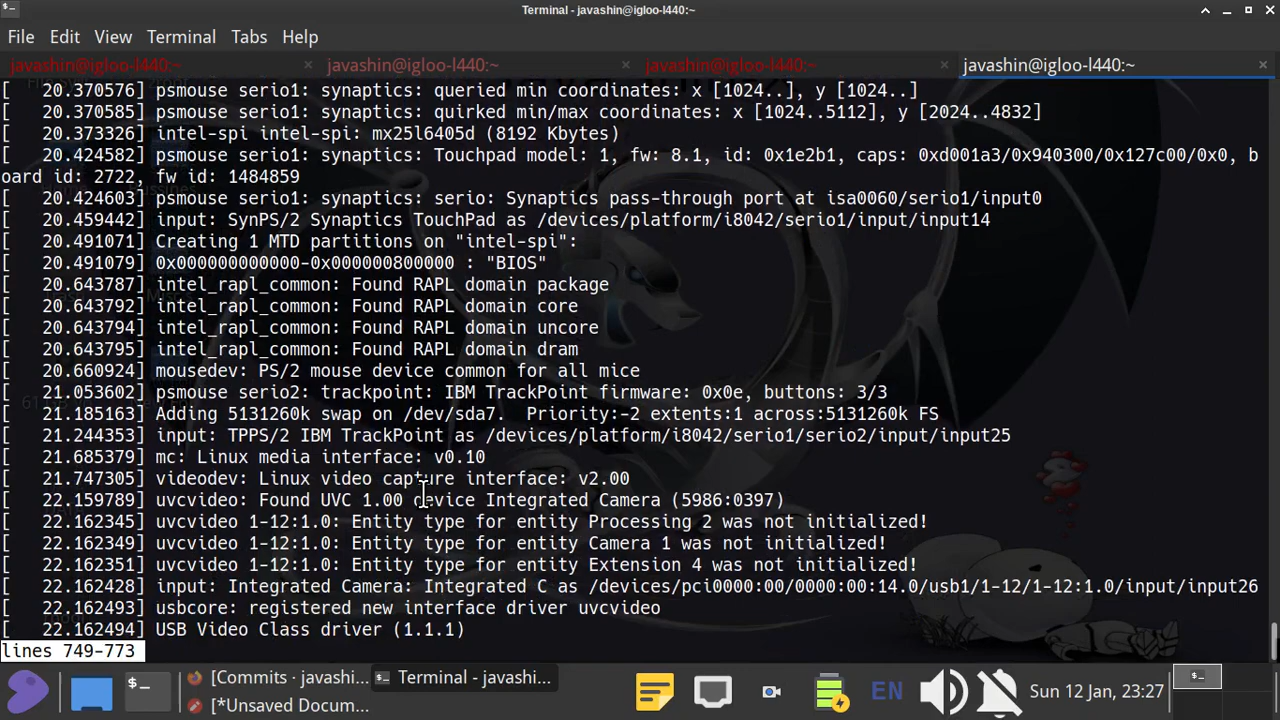 Terminal - javashin@igloo-l440:~
File Edit View Terminal Tabs Help
javashin@igloo-l440:~ javashin@igloo-l440:~ javashin@igloo-l440:~ javashin@igloo-l440:~
[   20.370576] psmouse serio1: synaptics: queried min coordinates: x [1024..], y [1024..]
[   20.370585] psmouse serio1: synaptics: quirked min/max coordinates: x [1024..5112], y [2024..4832]
[   20.373326] intel-spi intel-spi: mx25l6405d (8192 Kbytes)
[   20.424582] psmouse serio1: synaptics: Touchpad model: 1, fw: 8.1, id: 0x1e2b1, caps: 0xd001a3/0x940300/0x127c00/0x0, b
oard id: 2722, fw id: 1484859
[   20.424603] psmouse serio1: synaptics: serio: Synaptics pass-through port at isa0060/serio1/input0
[   20.459442] input: SynPS/2 Synaptics TouchPad as /devices/platform/i8042/serio1/input/input14
[   20.491071] Creating 1 MTD partitions on "intel-spi":
[   20.491079] 0x000000000000-0x000000800000 : "BIOS"
[   20.643787] intel_rapl_common: Found RAPL domain package
[   20.643792] intel_rapl_common: Found RAPL domain core
[   20.643794] intel_rapl_common: Found RAPL domain uncore
[   20.643795] intel_rapl_common: Found RAPL domain dram
[   20.660924] mousedev: PS/2 mouse device common for all mice
[   21.053602] psmouse serio2: trackpoint: IBM TrackPoint firmware: 0x0e, buttons: 3/3
[   21.185163] Adding 5131260k swap on /dev/sda7.  Priority:-2 extents:1 across:5131260k FS
[   21.244353] input: TPPS/2 IBM TrackPoint as /devices/platform/i8042/serio1/serio2/input/input25
[   21.685379] mc: Linux media interface: v0.10
[   21.747305] videodev: Linux video capture interface: v2.00
[   22.159789] uvcvideo: Found UVC 1.00 device Integrated Camera (5986:0397)
[   22.162345] uvcvideo 1-12:1.0: Entity type for entity Processing 2 was not initialized!
[   22.162349] uvcvideo 1-12:1.0: Entity type for entity Camera 1 was not initialized!
[   22.162351] uvcvideo 1-12:1.0: Entity type for entity Extension 4 was not initialized!
[   22.162428] input: Integrated Camera: Integrated C as /devices/pci0000:00/0000:00:14.0/usb1/1-12/1-12:1.0/input/input26
[   22.162493] usbcore: registered new interface driver uvcvideo
[   22.162494] USB Video Class driver (1.1.1)
lines 749-773
[Commits · javashi... Terminal - javashi...
[*Unsaved Docum...
EN Sun 12 Jan, 23:27